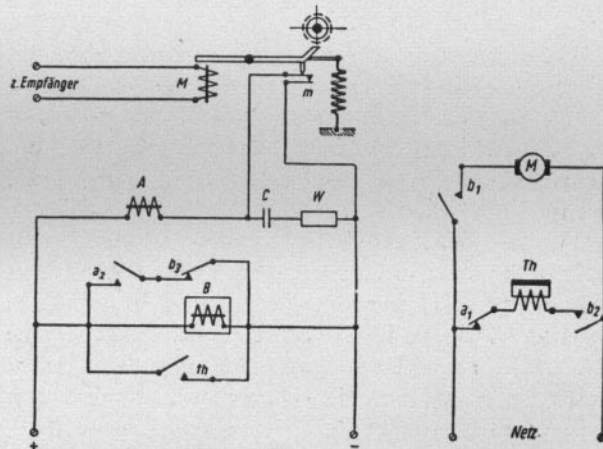 z. Empfänger
M
m
A
C
W
b₁
M
a₂
b₃
B
Th
a₁
b₂
th
+
−
Netz